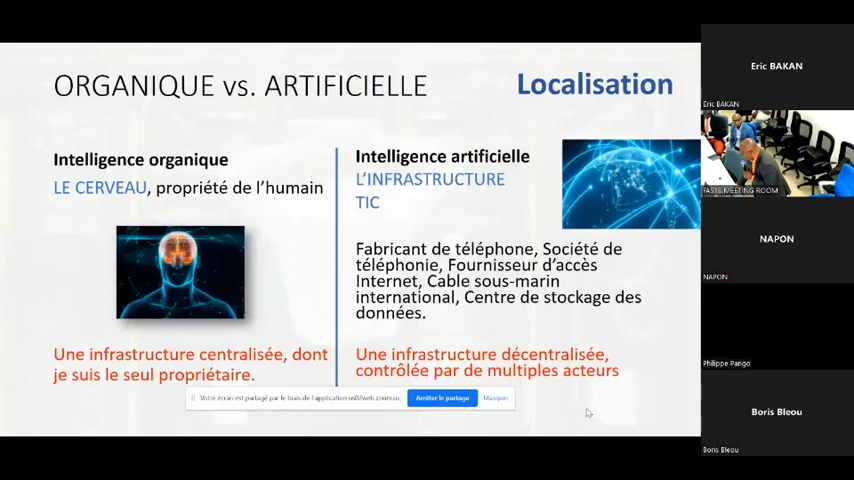 ORGANIQUE vs. ARTIFICIELLE
Localisation
Intelligence organique
LE CERVEAU, propriété de l'humain
Une infrastructure centralisée, dont
je suis le seul propriétaire.
Intelligence artificielle
L'INFRASTRUCTURE
TIC
Fabricant de téléphone, Société de
téléphonie, Fournisseur d'accès
Internet, Cable sous-marin
international, Centre de stockage des
données.
Une infrastructure décentralisée,
contrôlée par de multiples acteurs
Votre écran est partagé par le biais de l'application us02web.zoom.us.
Arrêter le partage
Masquer
Eric BAKAN
Eric BAKAN
MEETING ROOM
NAPON
NAPON
Philippe Pango
Boris Bleou
Boris Bleou